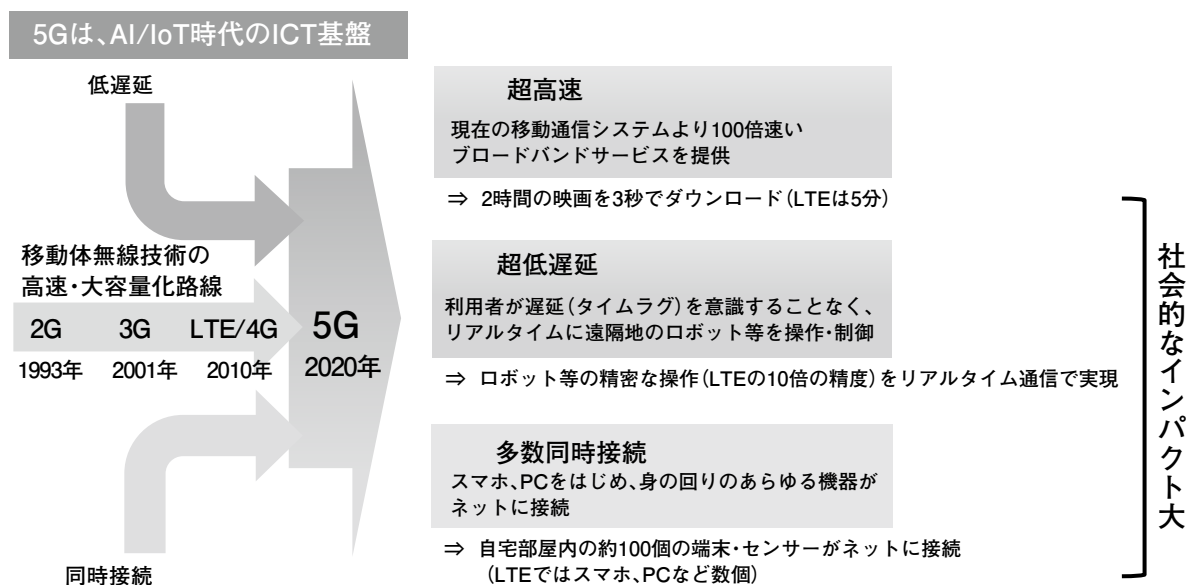 5Gは、AI/IoT時代のICT基盤
低遅延
移動体無線技術の
高速・大容量化路線
2G 3G LTE/4G 5G
1993年 2001年 2010年 2020年
同時接続
超高速
現在の移動通信システムより100倍速い
ブロードバンドサービスを提供
⇒ 2時間の映画を3秒でダウンロード（LTEは5分）
超低遅延
利用者が遅延（タイムラグ）を意識することなく、
リアルタイムに遠隔地のロボット等を操作・制御
⇒ ロボット等の精密な操作（LTEの10倍の精度）をリアルタイム通信で実現
多数同時接続
スマホ、PCをはじめ、身の回りのあらゆる機器が
ネットに接続
⇒ 自宅部屋内の約100個の端末・センサーがネットに接続
（LTEではスマホ、PCなど数個）
社会的なインパクト大